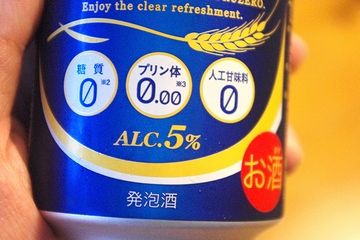 Enjoy the clear refreshment.
糖質 プリン体 人工甘味料
0※2 0.00※3 0
ALC.5%
お酒
発泡酒